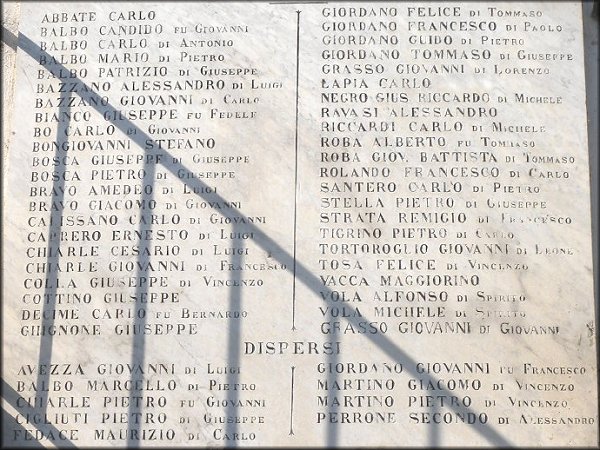 ABBATE CARLO
BALBO CANDIDO FU GIOVANNI
BALBO CARLO DI ANTONIO
BALBO MARIO DI PIETRO
BALBO PATRIZIO DI GIUSEPPE
BAZZANO ALESSANDRO DI LUIGI
BAZZANO GIOVANNI DI CARLO
BIANCO GIUSEPPE FU FEDELE
BO CARLO DI GIOVANNI
BONGIOVANNI STEFANO
BOSCA GIUSEPPE DI GIUSEPPE
BOSCA PIETRO DI GIUSEPPE
BRAVO AMEDEO DI LUIGI
BRAVO GIACOMO DI GIOVANNI
CALISSANO CARLO DI GIOVANNI
CAPRERO ERNESTO DI LUIGI
CHIARLE CESARIO DI LUIGI
CHIARLE GIOVANNI DI FRANCESCO
COLLA GIUSEPPE DI VINCENZO
COTTINO GIUSEPPE
DECIME CARLO FU BERNARDO
GHIGNONE GIUSEPPE
GIORDANO FELICE DI TOMMASO
GIORDANO FRANCESCO DI PAOLO
GIORDANO GUIDO DI PIETRO
GIORDANO TOMMASO DI GIUSEPPE
GRASSO GIOVANNI DI LORENZO
LAPIA CARLO
NEGRO GIUS RICCARDO DI MICHELE
RAVASI ALESSANDRO
RICCARDI CARLO DI MICHELE
ROBA ALBERTO FU TOMMASO
ROBA GIOV. BATTISTA DI TOMMASO
ROLANDO FRANCESCO DI CARLO
SANTERO CARLO DI PIETRO
STELLA PIETRO DI GIUSEPPE
STRATA REMIGIO DI FRANCESCO
TIGRINO PIETRO DI CARLO
TORTOROGLIO GIOVANNI DI LEONE
TOSA FELICE DI VINCENZO
VACCA MAGGIORINO
VOLA ALFONSO DI SPIRITO
VOLA MICHELE DI SPIRITO
GRASSO GIOVANNI DI GIOVANNI
DISPERSI
AVEZZA GIOVANNI DI LUIGI
BALBO MARCELLO DI PIETRO
CHIARLE PIETRO FU GIOVANNI
CIGLIUTI PIETRO DI GIUSEPPE
FEDACE MAURIZIO DI CARLO
GIORDANO GIOVANNI FU FRANCESCO
MARTINO GIACOMO DI VINCENZO
MARTINO PIETRO DI VINCENZO
PERRONE SECONDO DI ALESSANDRO